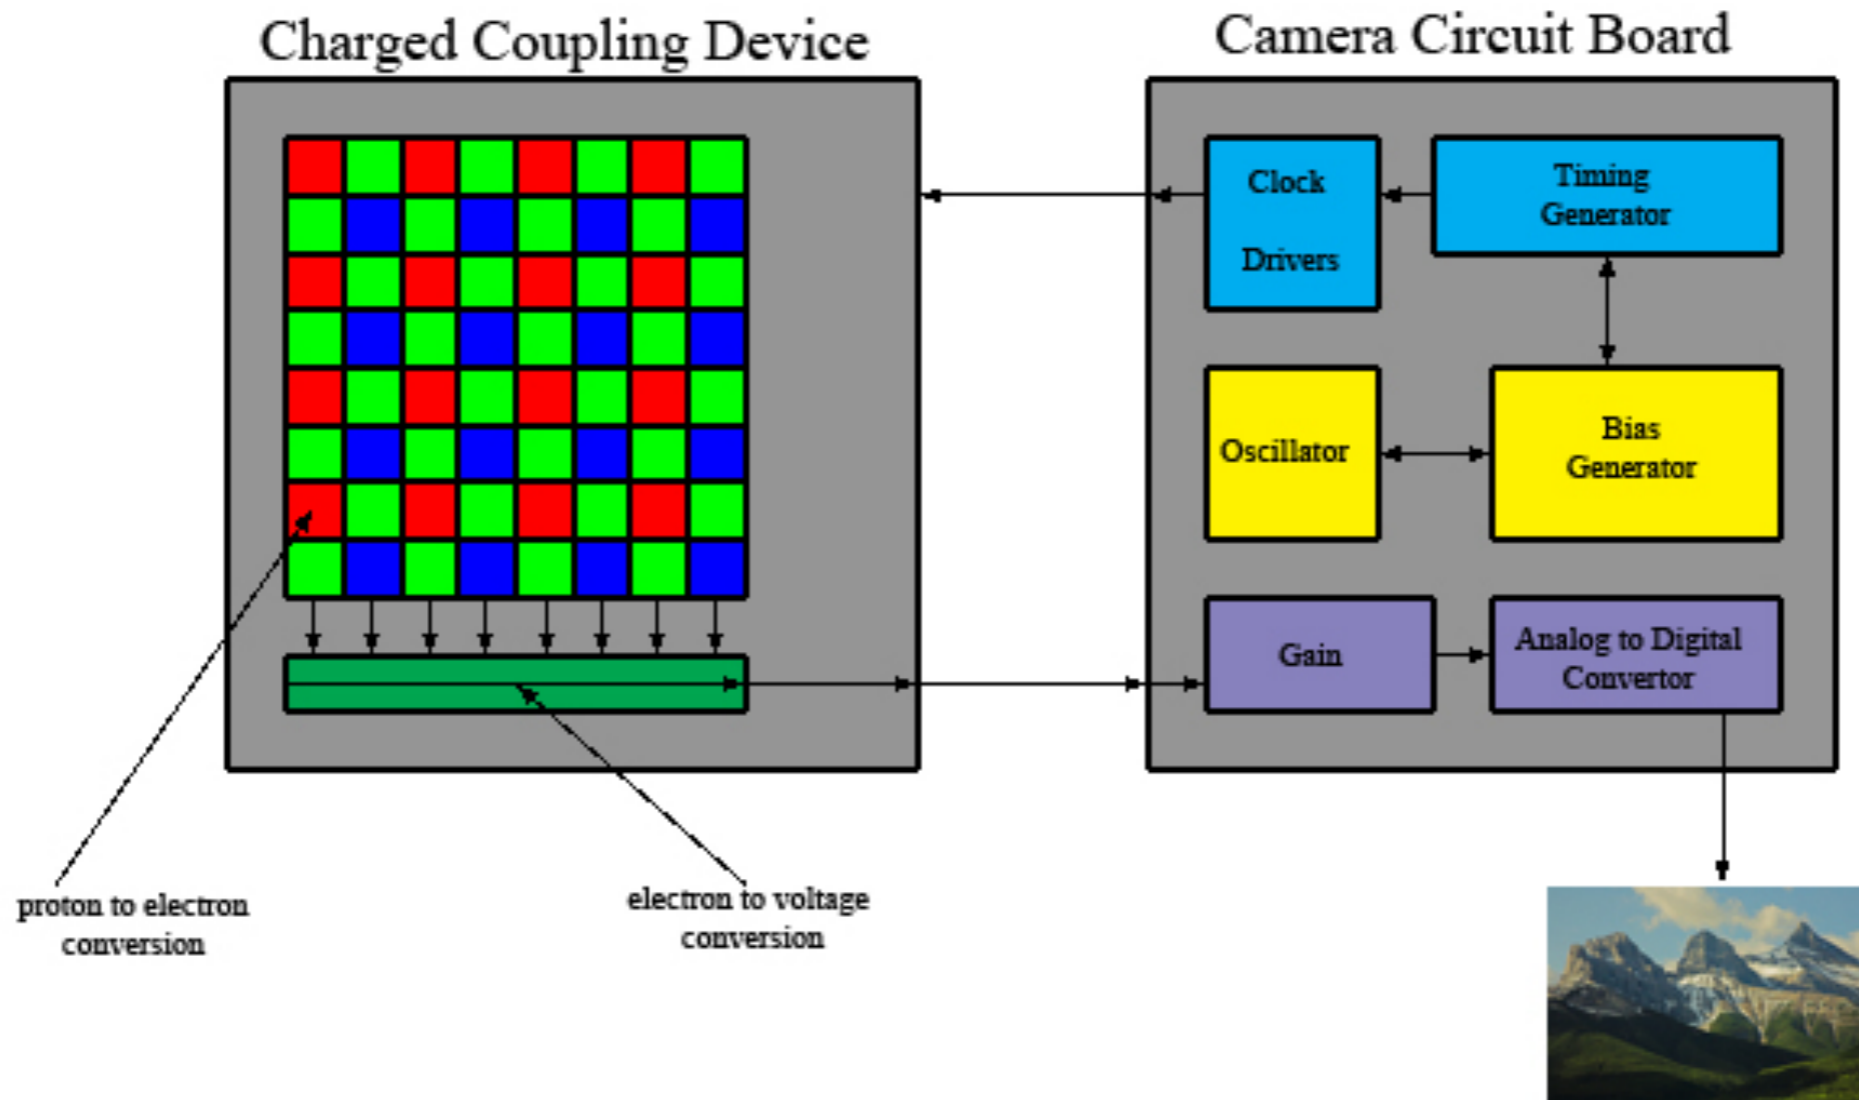 Charged Coupling Device
Camera Circuit Board
Clock
Drivers
Timing
Generator
Oscillator
Bias
Generator
Gain
Analog to Digital
Convertor
proton to electron
conversion
electron to voltage
conversion